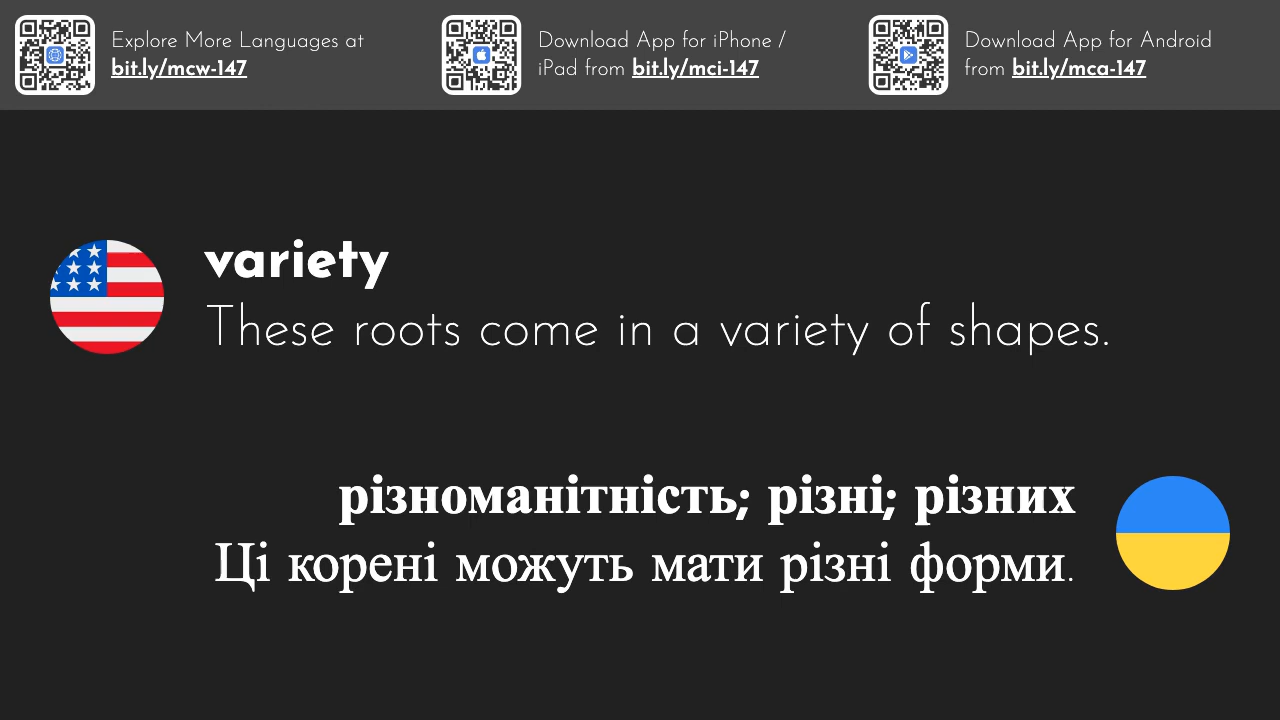 Explore More Languages at
bit.ly/mcw-147
Download App for iPhone /
iPad from bit.ly/mci-147
Download App for Android
from bit.ly/mca-147
variety
These roots come in a variety of shapes.
різноманітність; різні; різних
Ці корені можуть мати різні форми.